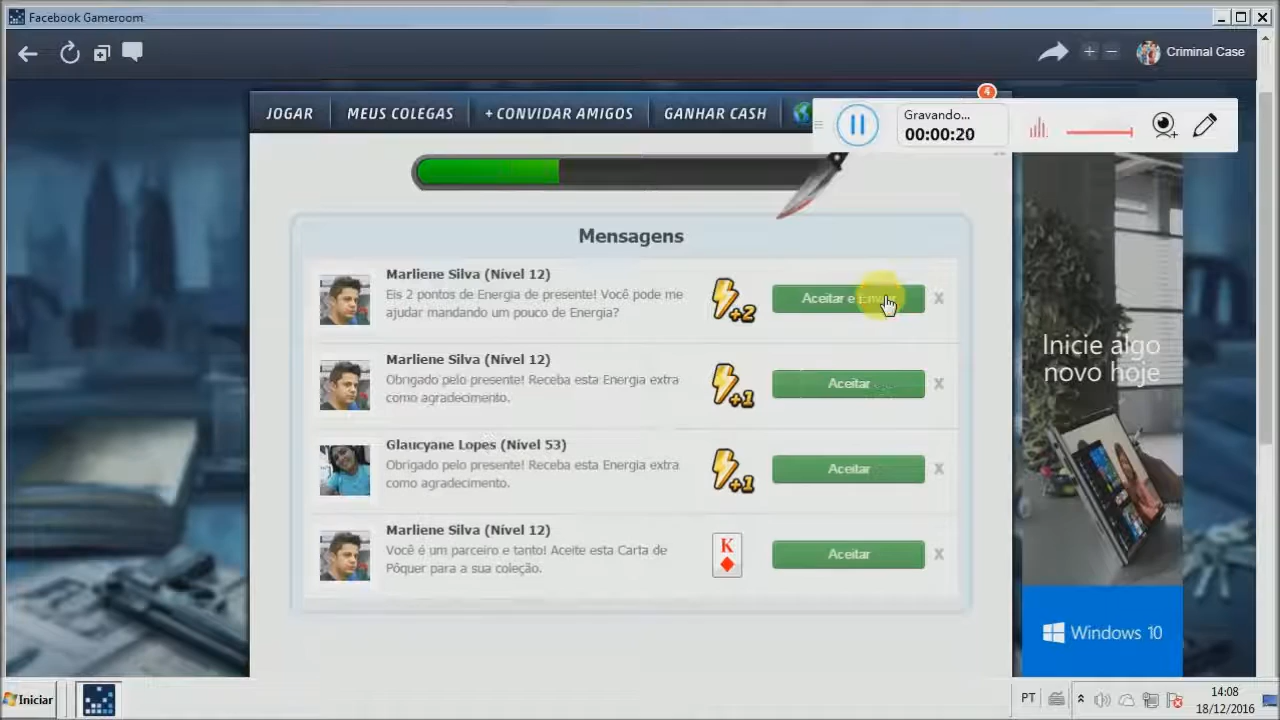 Facebook Gameroom
Criminal Case
JOGAR
MEUS COLEGAS
+ CONVIDAR AMIGOS
GANHAR CASH
4
Gravando...
00:00:20
Mensagens
Marliene Silva (Nível 12)
Eis 2 pontos de Energia de presente! Você pode me
ajudar mandando um pouco de Energia?
+2
Aceitar e Enviar
X
Marliene Silva (Nível 12)
Obrigado pelo presente! Receba esta Energia extra
como agradecimento.
+1
Aceitar
X
Glaucyane Lopes (Nível 53)
Obrigado pelo presente! Receba esta Energia extra
como agradecimento.
+1
Aceitar
X
Marliene Silva (Nível 12)
Você é um parceiro e tanto! Aceite esta Carta de
Pôquer para a sua coleção.
K
Aceitar
X
Inicie algo
novo hoje
Windows 10
Iniciar
PT
14:08
18/12/2016